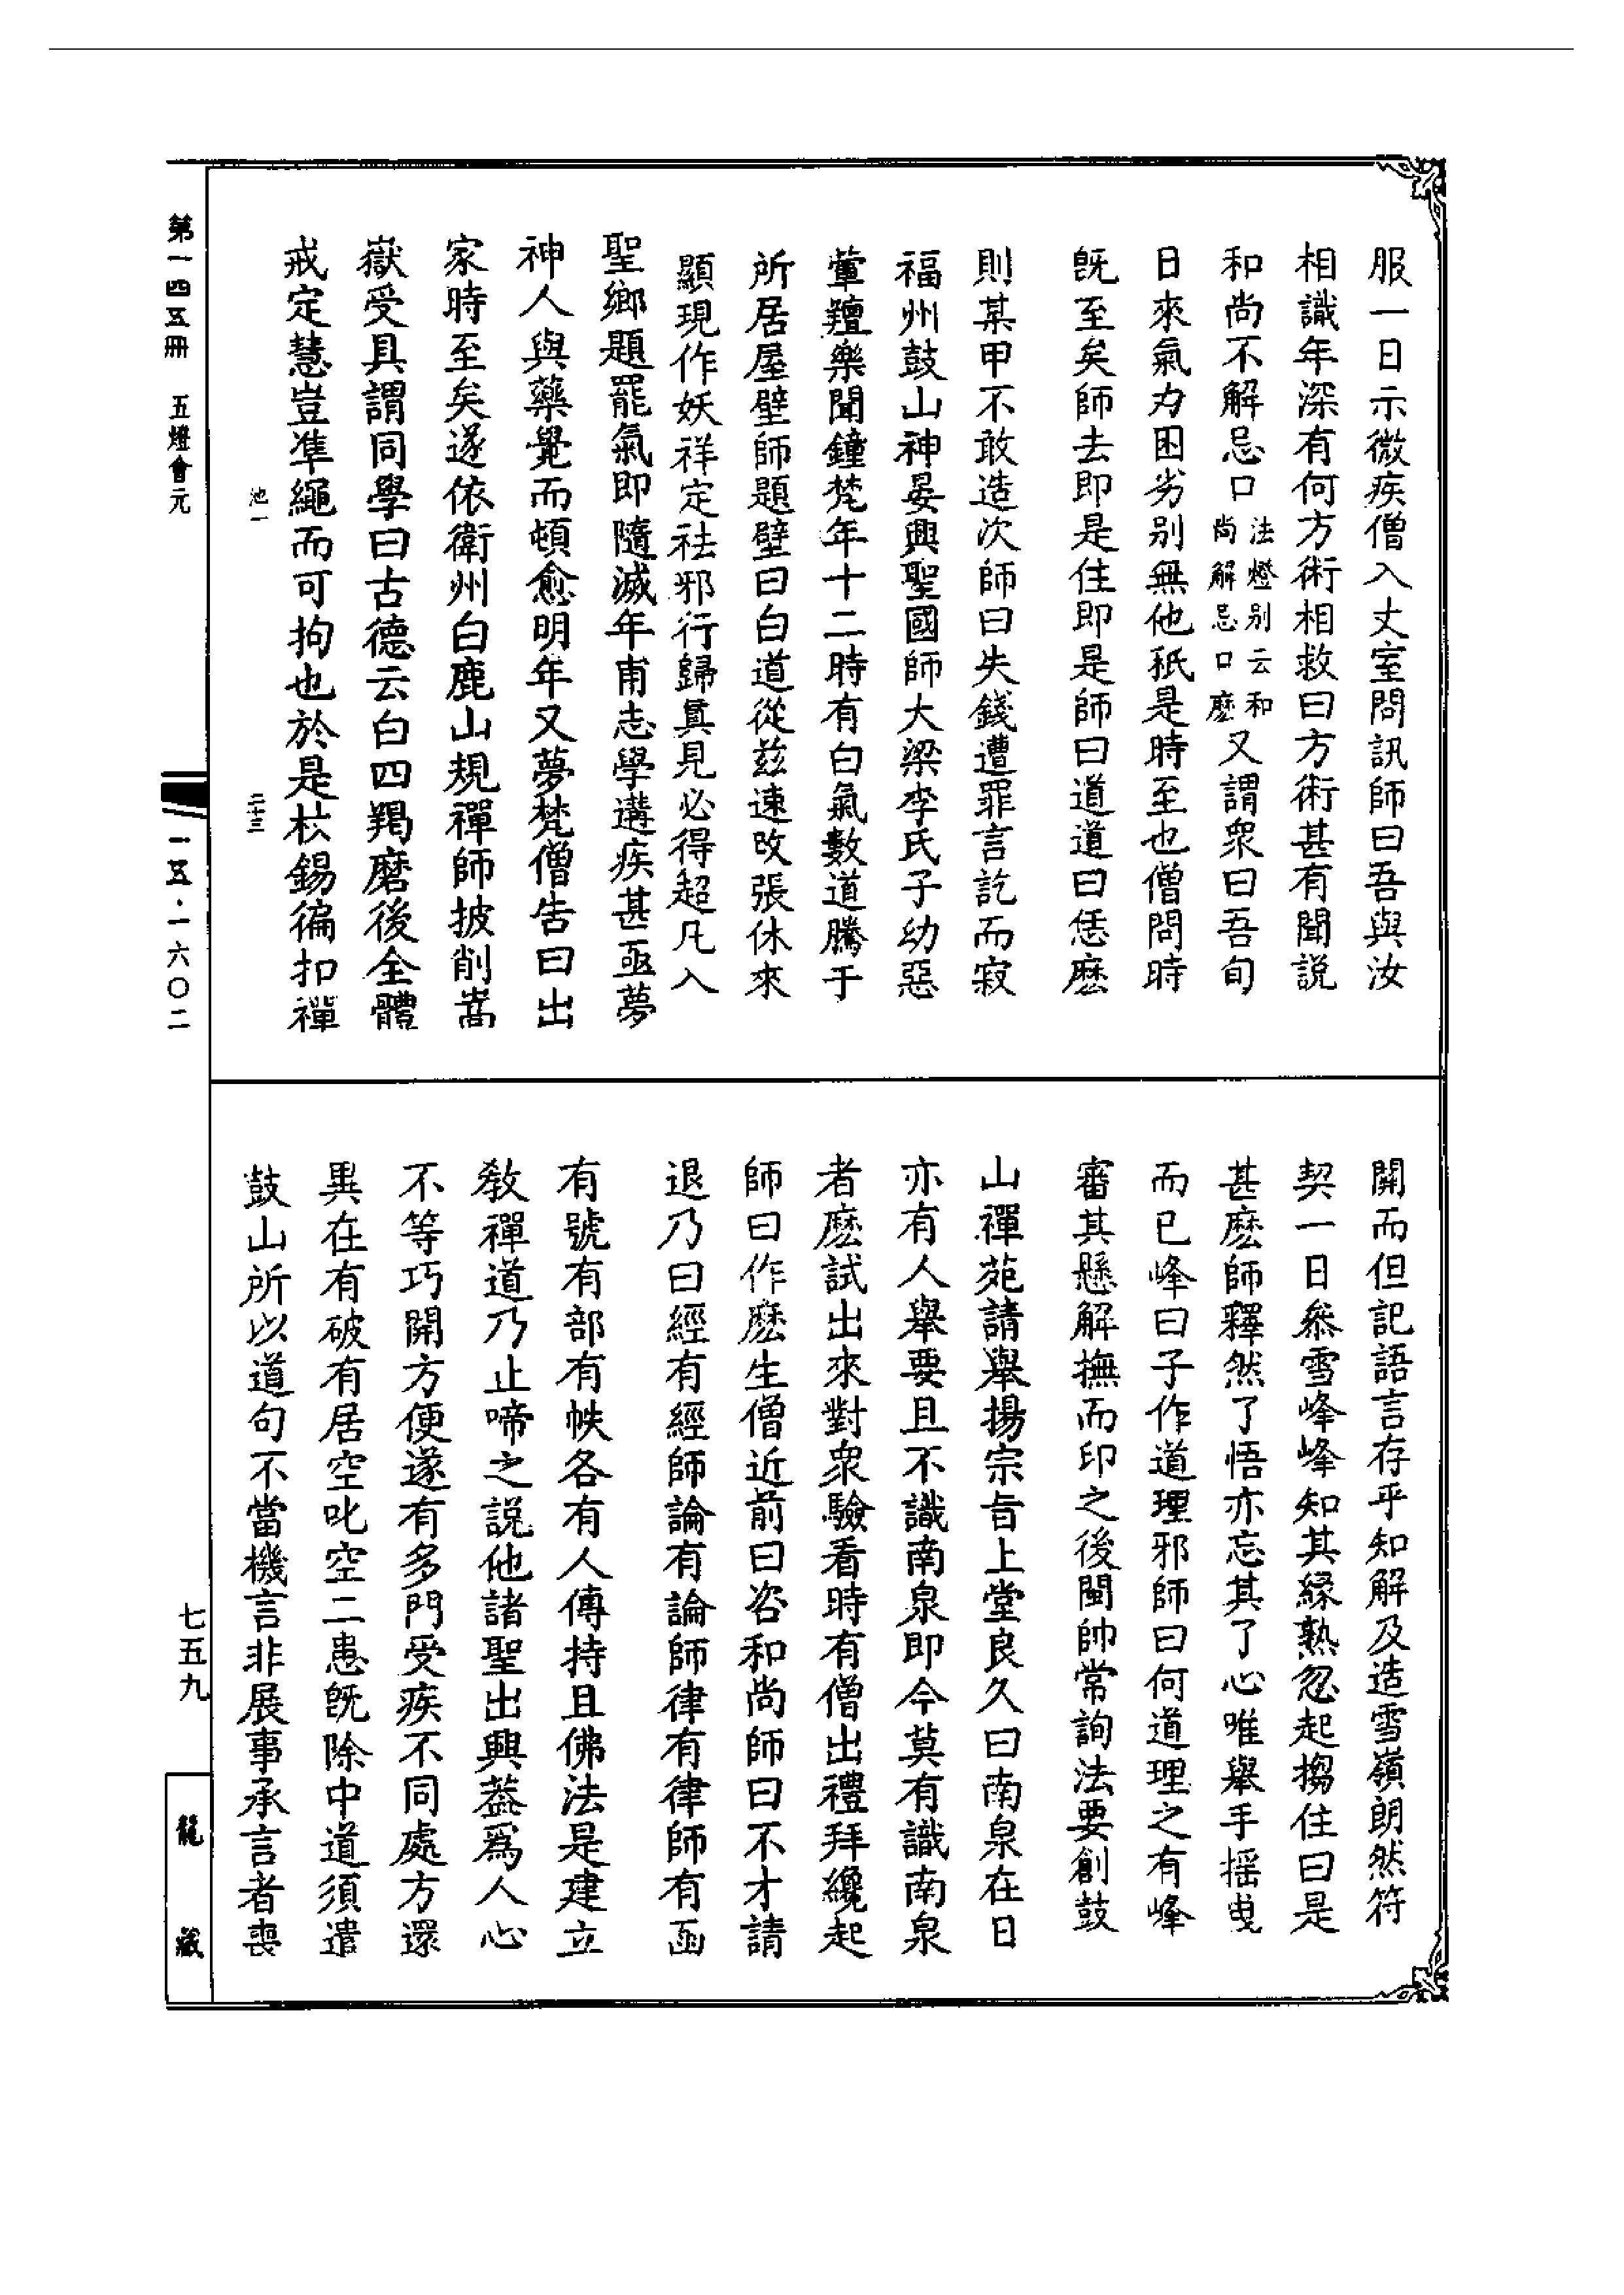 服一日示微疾僧入丈室問訊師曰吾與汝
相識年深有何方術相救曰方術甚有聞説
和尚不解忌口法燈别云和尚解忌口麽又謂衆曰吾旬
日來氣力困劣别無他秖是時至也僧問時
旣至矣師去即是住即是師曰道道曰恁麽
則某甲不敢造次師曰失錢遭罪言訖而寂
福州鼓山神晏興聖國師大梁李氏子幼惡
葷羶樂聞鐘梵年十二時有白氣數道騰于
所居屋壁師題壁曰白道從兹速改張休來
顯現作妖祥定袪邪行歸眞見必得超凡入
聖鄉題罷氣即隨滅年甫志學遘疾甚亟夢
神人與藥覺而頓愈明年又夢梵僧告曰出
家時至矣遂依衛州白鹿山規禪師披削嵩
嶽受具謂同學曰古德云白四羯磨後全體
戒定慧豈準繩而可拘也於是杖錫徧扣禪
池一 二十三
開而但記語言存乎知解及造雪嶺朗然符
契一日叅雪峰峰知其緣熟忽起搊住曰是
甚麽師釋然了悟亦忘其了心唯舉手摇曳
而已峰曰子作道理邪師曰何道理之有峰
審其懸解撫而印之後閩帥常詢法要創鼓
山禪苑請舉揚宗旨上堂良久曰南泉在日
亦有人舉要且不識南泉即今莫有識南泉
者麽試出來對衆驗看時有僧出禮拜纔起
師曰作麽生僧近前曰咨和尚師曰不才請
退乃曰經有經師論有論師律有律師有函
有號有部有帙各有人傳持且佛法是建立
敎禪道乃止啼之説他諸聖出興葢爲人心
不等巧開方便遂有多門受疾不同處方還
異在有破有居空叱空二患旣除中道須遣
鼓山所以道句不當機言非展事承言者喪
第一四五冊 五燈會元
一五·一六〇二
七五九
龍藏